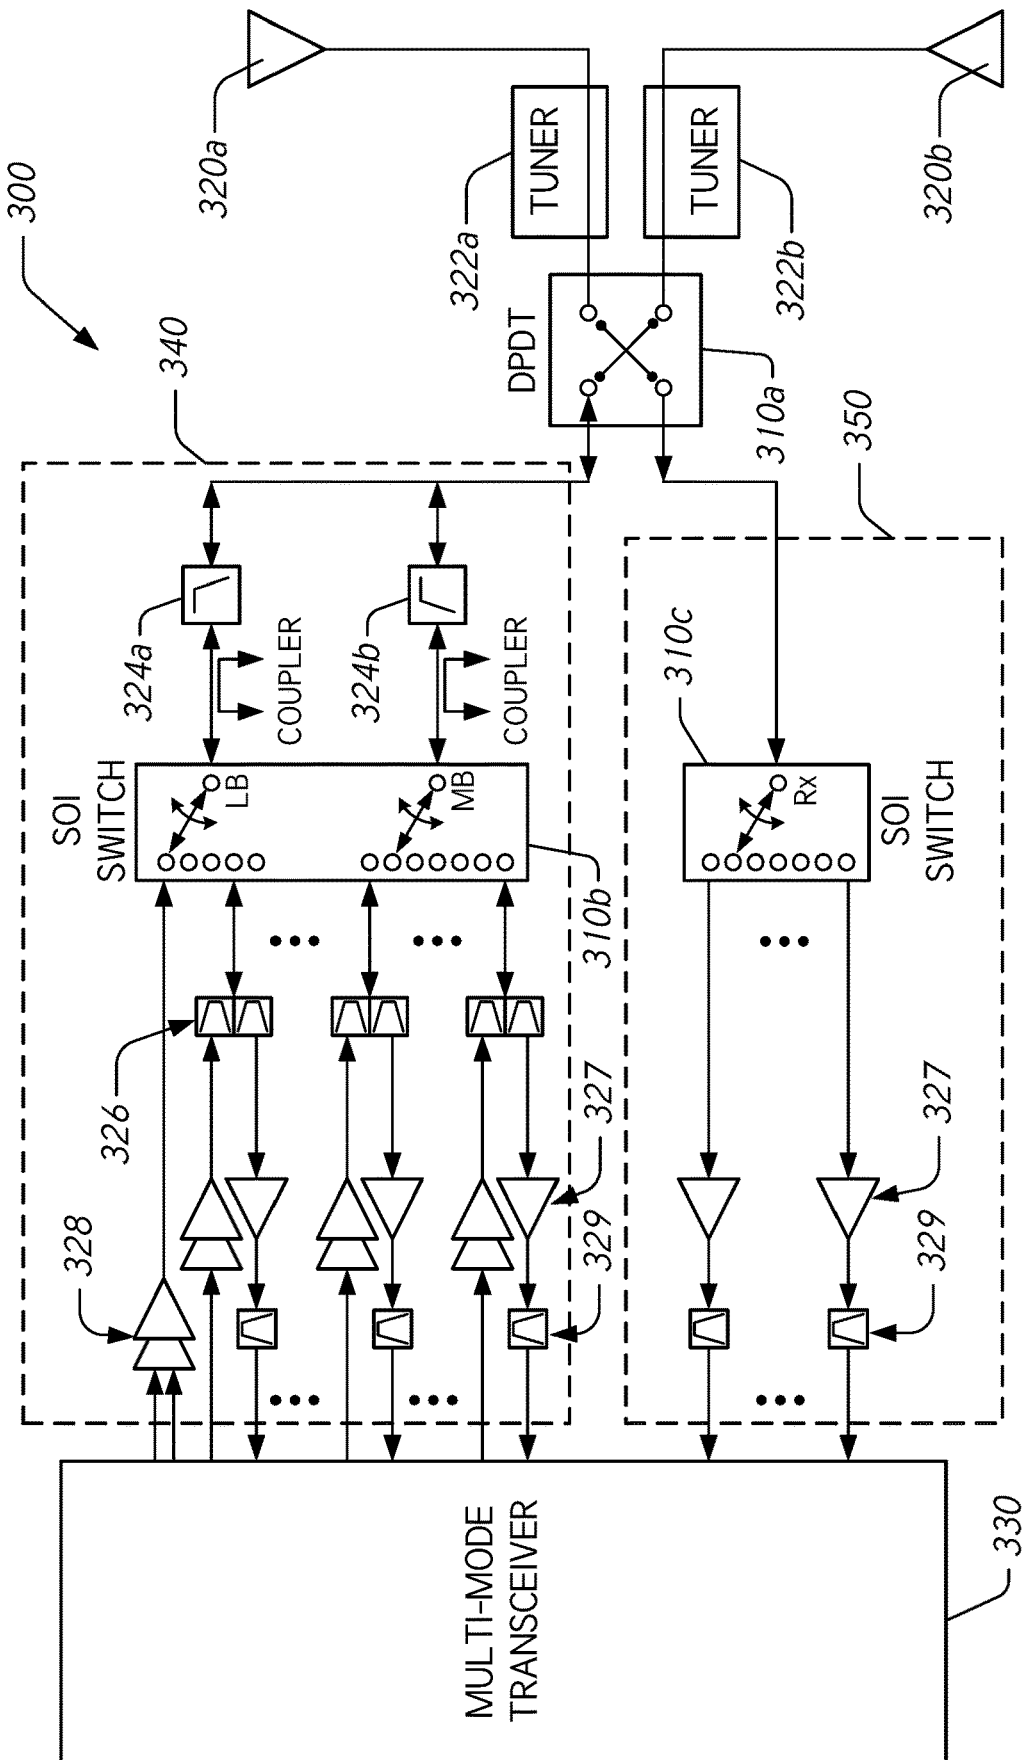 300
320a
322a
TUNER
TUNER
322b
320b
DPDT
310a
340
350
324a
324b
COUPLER
COUPLER
SOI
SWITCH
LB
MB
310b
310c
Rx
SOI
SWITCH
326
327
328
329
327
329
MULTI-MODE
TRANSCEIVER
330